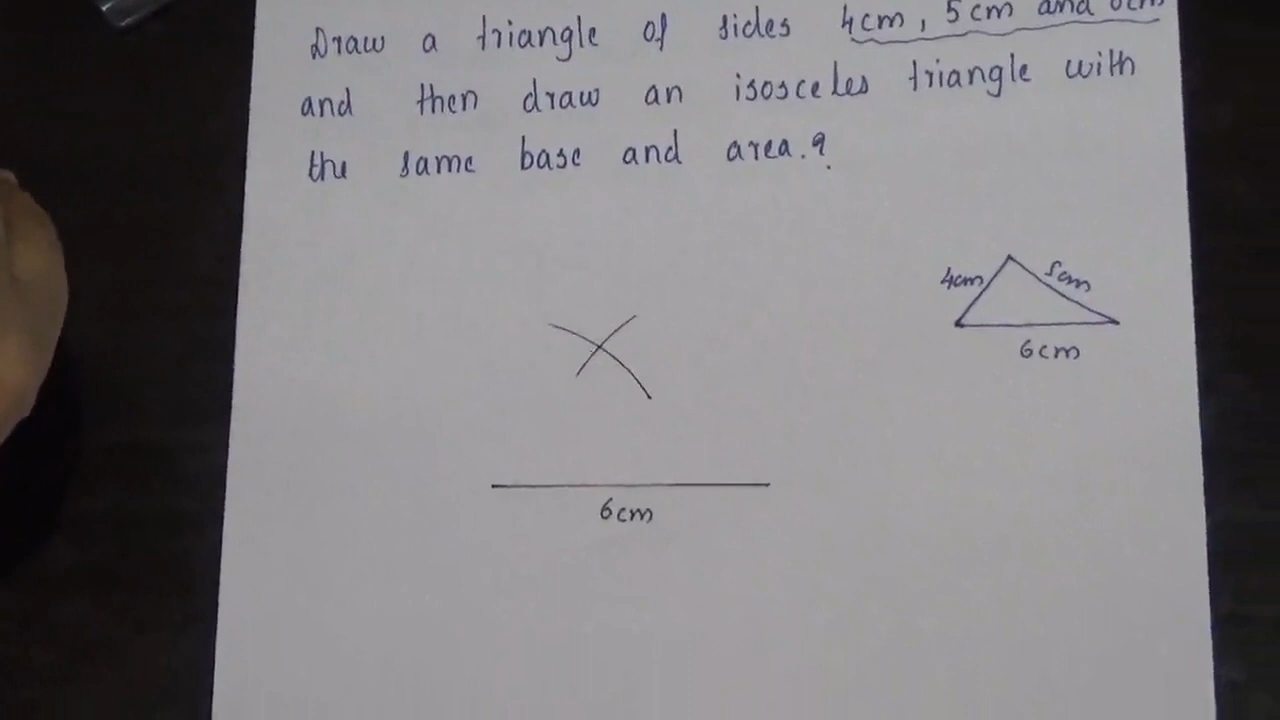 Draw a triangle of sides 4cm, 5cm and 6cm
and then draw an isosceles triangle with
the same base and area.?
4cm
5cm
6cm
6cm